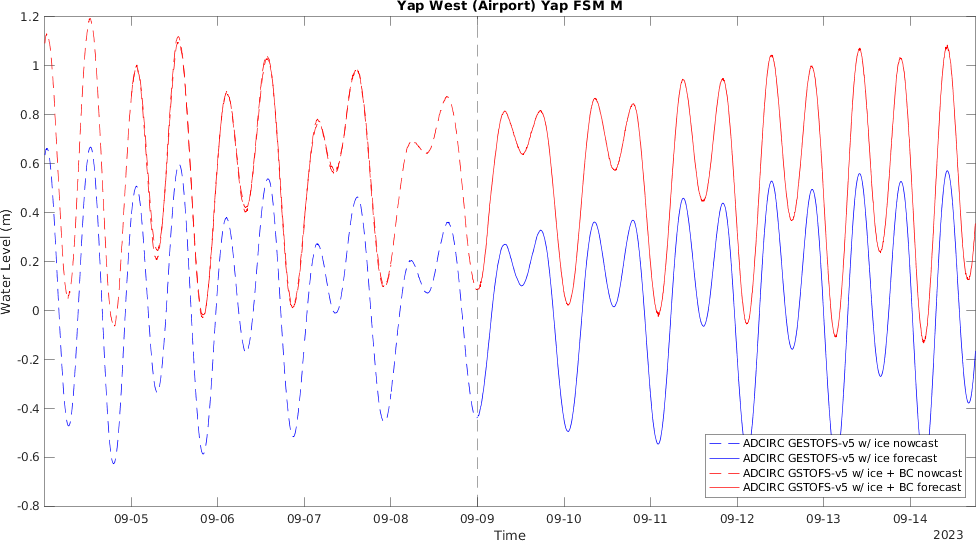 Yap West (Airport) Yap FSM M
Water Level (m)
1.2
1
0.8
0.6
0.4
0.2
0
-0.2
-0.4
-0.6
-0.8
ADCIRC GESTOFS-v5 w/ ice nowcast
ADCIRC GESTOFS-v5 w/ ice forecast
ADCIRC GSTOFS-v5 w/ ice + BC nowcast
ADCIRC GSTOFS-v5 w/ ice + BC forecast
09-05 09-06 09-07 09-08 09-09 09-10 09-11 09-12 09-13 09-14
Time
2023